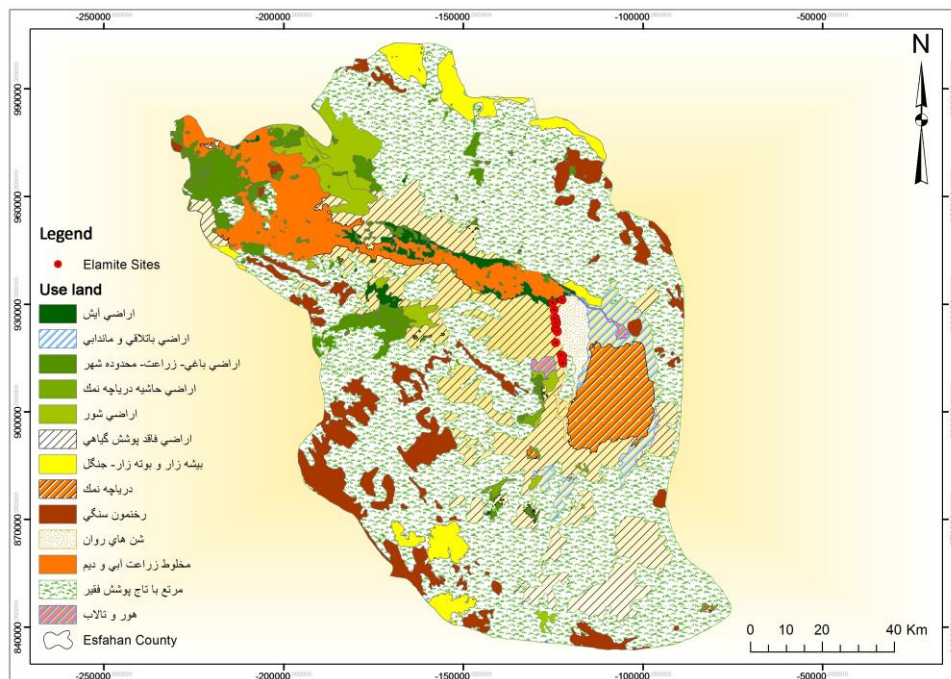 -250000 -200000 -150000 -100000 -50000
N
990000
960000
930000
900000
870000
840000
Legend
Elamite Sites
Use land
اراضي آيش
اراضي باتلاقي و ماندابي
اراضي باغي- زراعت- محدوده شهر
اراضي حاشيه درياچه نمك
اراضي شور
اراضي فاقد پوشش گياهي
بيشه زار و بوته زار- جنگل
درياچه نمك
رخنمون سنگي
شن هاي روان
مخلوط زراعت آبي و ديم
مرتع با تاج پوشش فقير
هور و تالاب
Esfahan County
0 5 10 20 30 40 Km
-250000 -200000 -150000 -100000 -50000